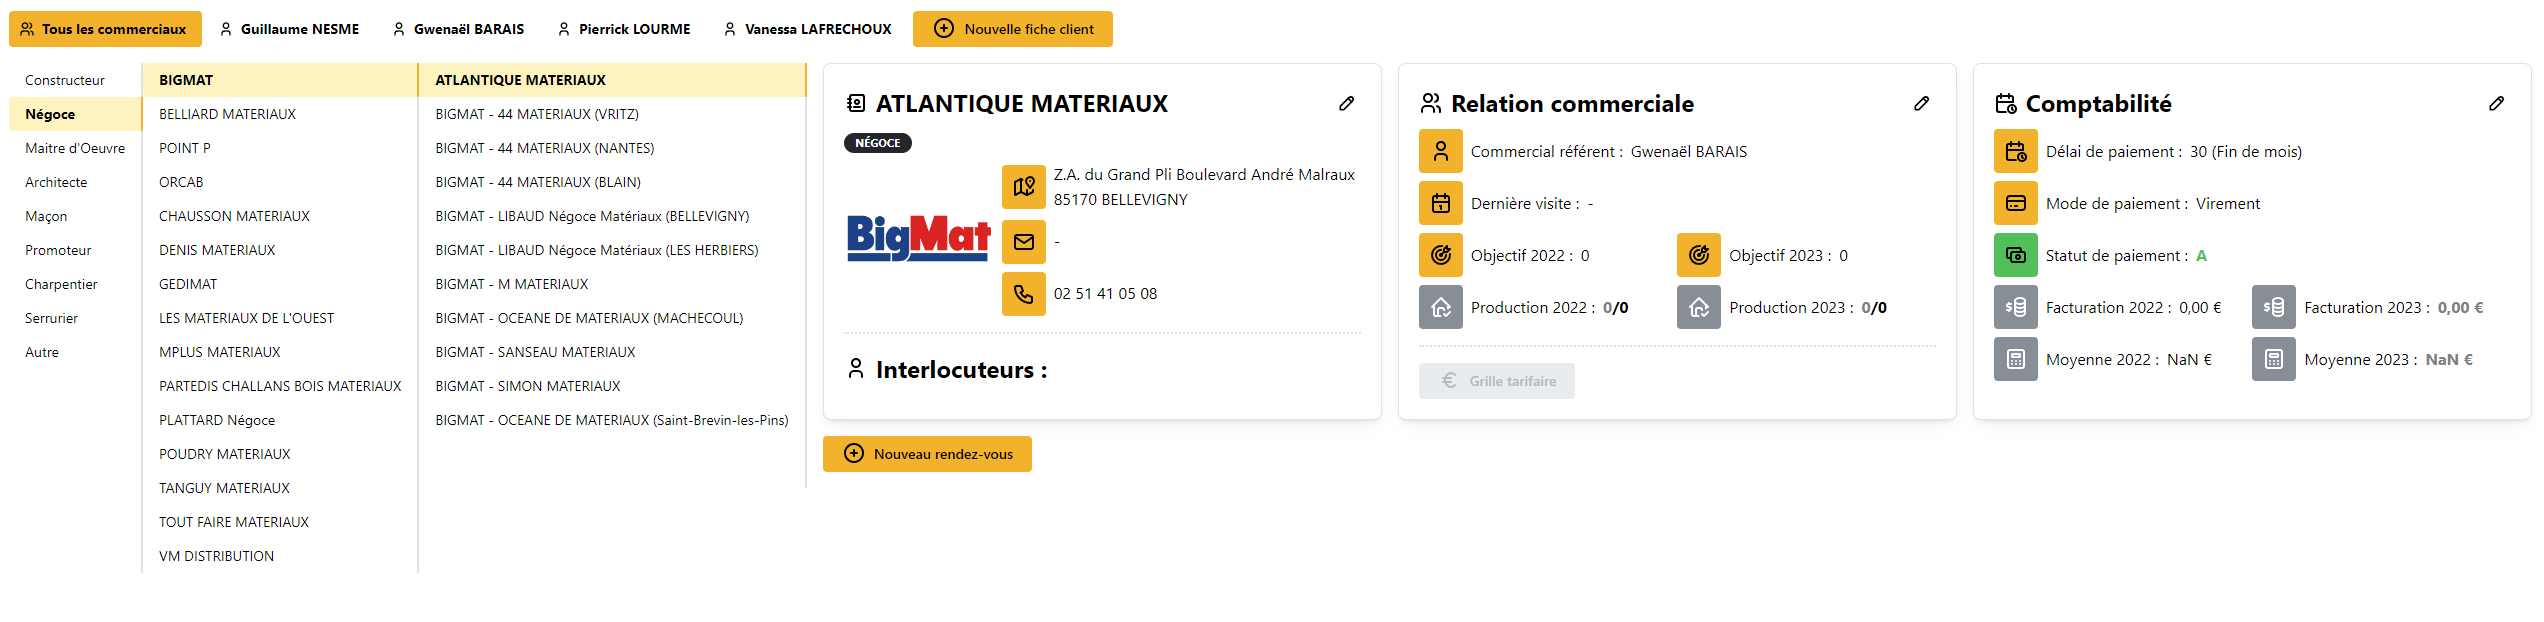 Tous les commerciaux
Guillaume NESME
Gwenaël BARAIS
Pierrick LOURME
Vanessa LAFRECHOUX
Nouvelle fiche client
Constructeur
Négoce
Maitre d'Oeuvre
Architecte
Maçon
Promoteur
Charpentier
Serrurier
Autre
BIGMAT
BELLIARD MATERIAUX
POINT P
ORCAB
CHAUSSON MATERIAUX
DENIS MATERIAUX
GEDIMAT
LES MATERIAUX DE L'OUEST
MPLUS MATERIAUX
PARTEDIS CHALLANS BOIS MATERIAUX
PLATTARD Négoce
POUDRY MATERIAUX
TANGUY MATERIAUX
TOUT FAIRE MATERIAUX
VM DISTRIBUTION
ATLANTIQUE MATERIAUX
BIGMAT - 44 MATERIAUX (VRITZ)
BIGMAT - 44 MATERIAUX (NANTES)
BIGMAT - 44 MATERIAUX (BLAIN)
BIGMAT - LIBAUD Négoce Matériaux (BELLEVIGNY)
BIGMAT - LIBAUD Négoce Matériaux (LES HERBIERS)
BIGMAT - M MATERIAUX
BIGMAT - OCEANE DE MATERIAUX (MACHECOUL)
BIGMAT - SANSEAU MATERIAUX
BIGMAT - SIMON MATERIAUX
BIGMAT - OCEANE DE MATERIAUX (Saint-Brevin-les-Pins)
ATLANTIQUE MATERIAUX
NÉGOCE
BigMat
Z.A. du Grand Pli Boulevard André Malraux
85170 BELLEVIGNY
-
02 51 41 05 08
Interlocuteurs :
Nouveau rendez-vous
Relation commerciale
Commercial référent : Gwenaël BARAIS
Dernière visite : -
Objectif 2022 : 0
Objectif 2023 : 0
Production 2022 : 0/0
Production 2023 : 0/0
€ Grille tarifaire
Comptabilité
Délai de paiement : 30 (Fin de mois)
Mode de paiement : Virement
Statut de paiement : A
Facturation 2022 : 0,00 €
Facturation 2023 : 0,00 €
Moyenne 2022 : NaN €
Moyenne 2023 : NaN €